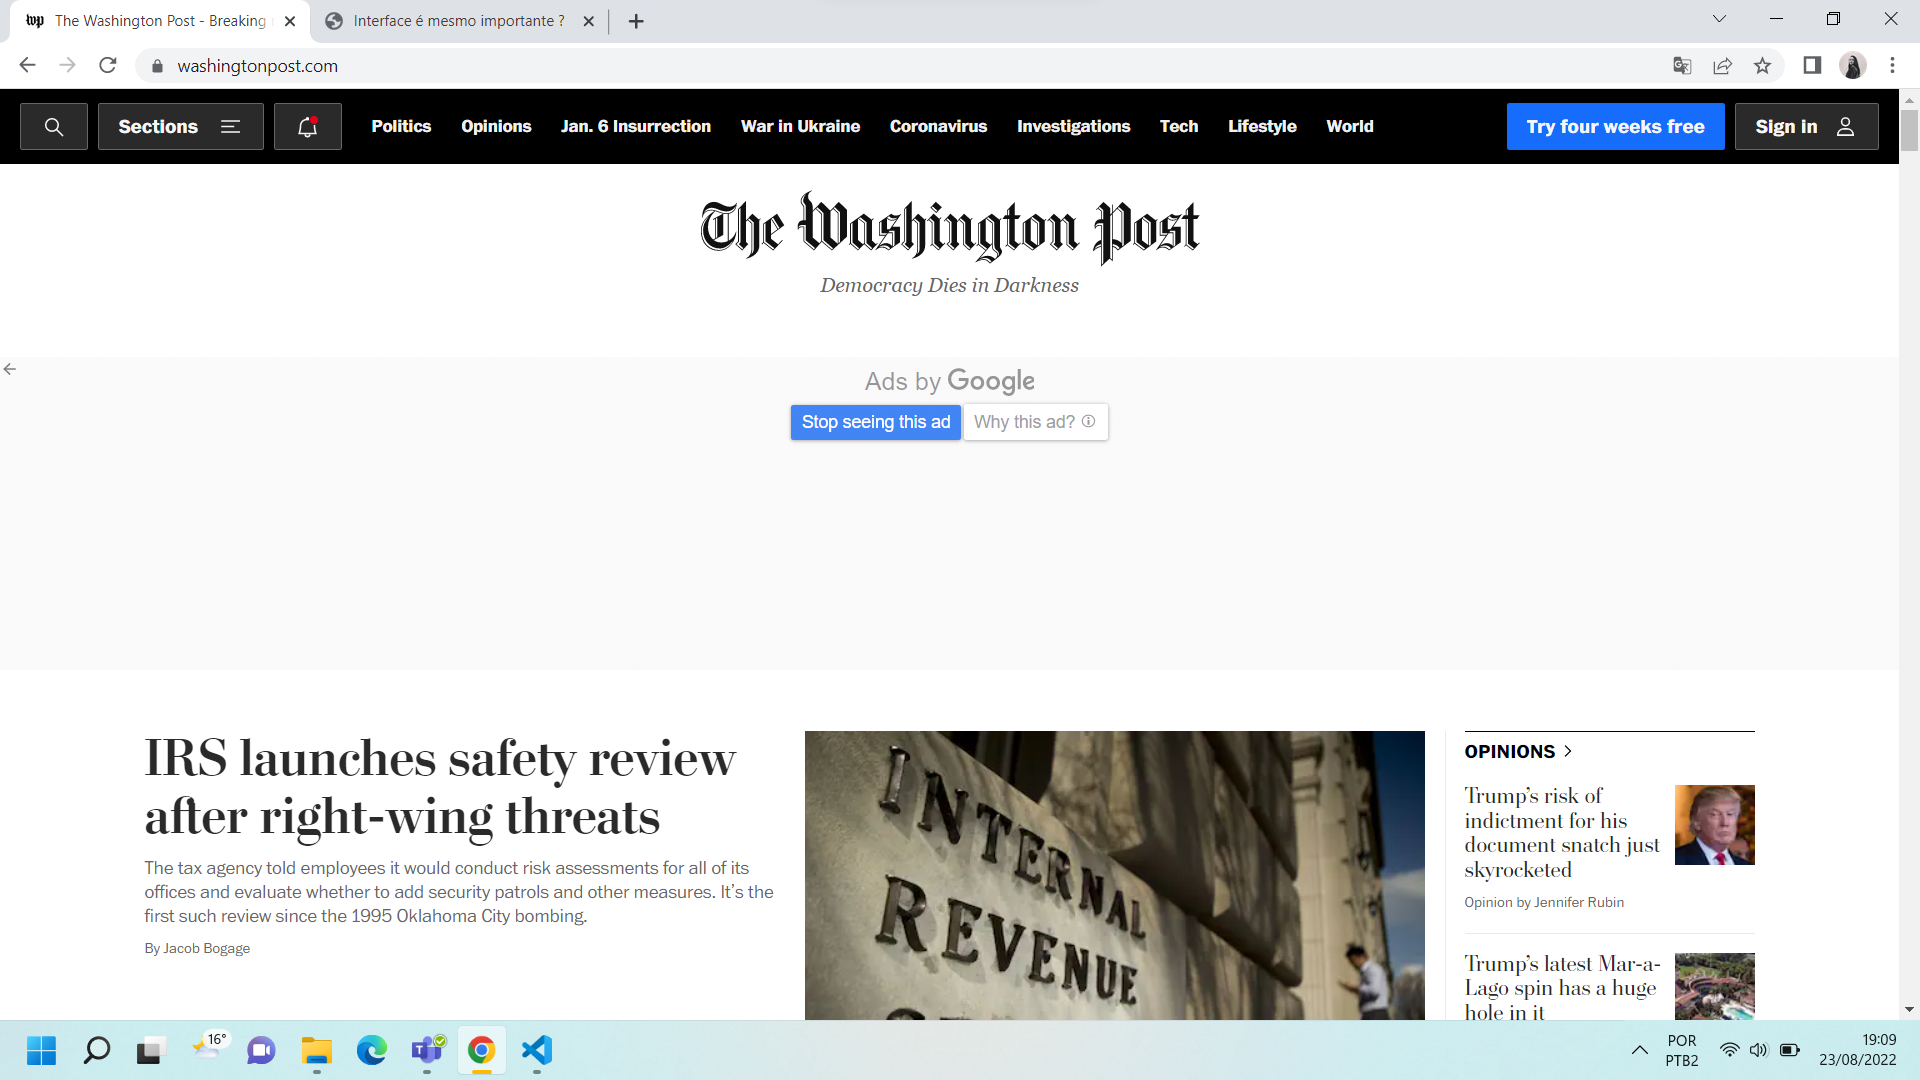 The Washington Post - Breaking
Interface é mesmo importante ?
washingtonpost.com
Sections
Politics
Opinions
Jan. 6 Insurrection
War in Ukraine
Coronavirus
Investigations
Tech
Lifestyle
World
Try four weeks free
Sign in
The Washington Post
Democracy Dies in Darkness
Ads by Google
Stop seeing this ad
Why this ad?
IRS launches safety review
after right-wing threats
The tax agency told employees it would conduct risk assessments for all of its
offices and evaluate whether to add security patrols and other measures. It’s the
first such review since the 1995 Oklahoma City bombing.
By Jacob Bogage
INTERNAL
REVENUE
OPINIONS
Trump’s risk of
indictment for his
document snatch just
skyrocketed
Opinion by Jennifer Rubin
Trump’s latest Mar-a-
Lago spin has a huge
hole in it
16°
POR
PTB2
19:09
23/08/2022